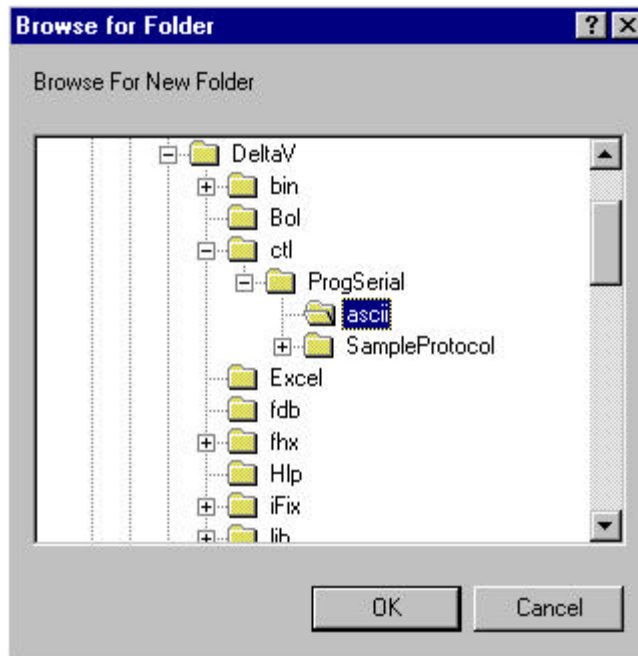 Browse for Folder
Browse For New Folder
DeltaV
bin
Bol
ctl
ProgSerial
ascii
SampleProtocol
Excel
fdb
fhx
Hlp
iFix
lib
OK Cancel